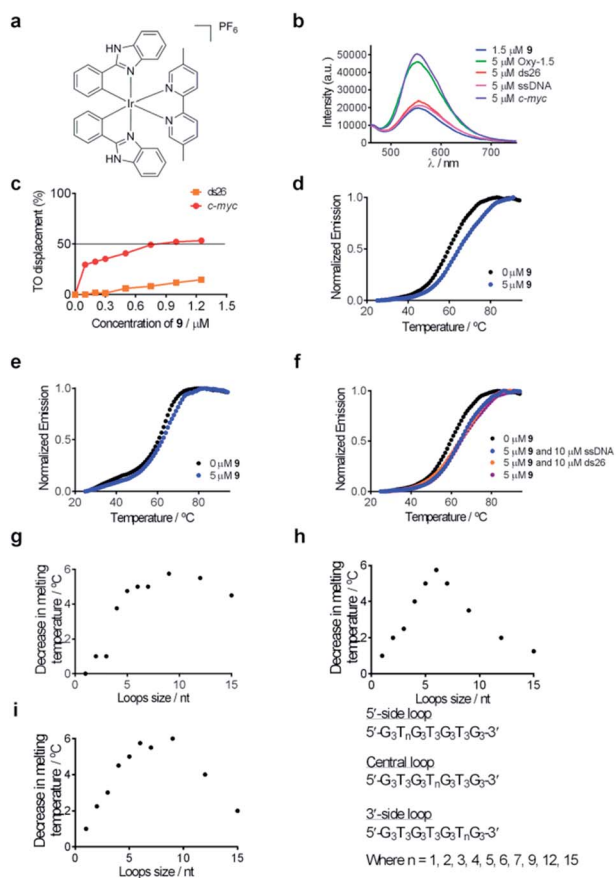 a
PF6
HN
N
Ir
N
N
N
HN
b
Intensity (a.u.)
50000
40000
30000
20000
10000
0
500
600
700
λ / nm
1.5 μM 9
5 μM Oxy-1.5
5 μM ds26
5 μM ssDNA
5 μM c-myc
c
TO displacement (%)
100
50
0
0.0
0.3
0.6
0.9
1.2
1.5
Concentration of 9 / μM
ds26
c-myc
d
Normalized Emission
1.0
0.5
0.0
20
40
60
80
Temperature / ºC
0 μM 9
5 μM 9
e
Normalized Emission
1.0
0.5
0.0
20
40
60
80
Temperature / ºC
0 μM 9
5 μM 9
f
Normalized Emission
1.0
0.5
0.0
20
40
60
80
Temperature / ºC
0 μM 9
5 μM 9 and 10 μM ssDNA
5 μM 9 and 10 μM ds26
5 μM 9
g
Decrease in melting
temperature / ºC
6
4
2
0
0
5
10
15
Loops size / nt
h
Decrease in melting
temperature / ºC
6
4
2
0
0
5
10
15
Loops size / nt
i
Decrease in melting
temperature / ºC
6
4
2
0
0
5
10
15
Loops size / nt
5′-side loop
5′-G3TnG3T3G3T3G3-3′
Central loop
5′-G3T3G3TnG3T3G3-3′
3′-side loop
5′-G3T3G3T3G3TnG3-3′
Where n = 1, 2, 3, 4, 5, 6, 7, 9, 12, 15